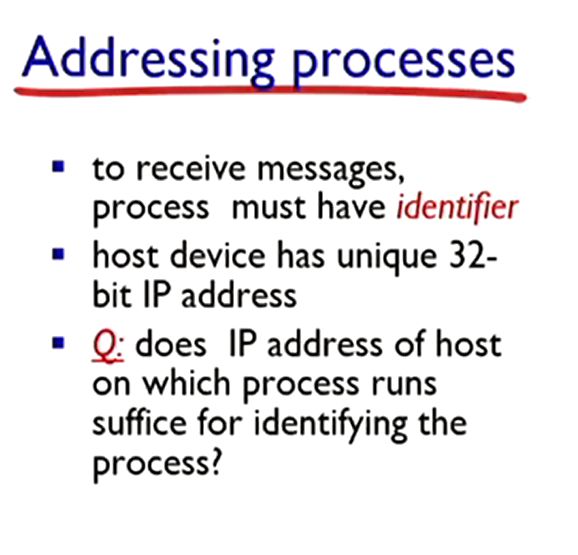 Addressing processes
to receive messages,
process must have identifier
host device has unique 32-
bit IP address
Q: does IP address of host
on which process runs
suffice for identifying the
process?